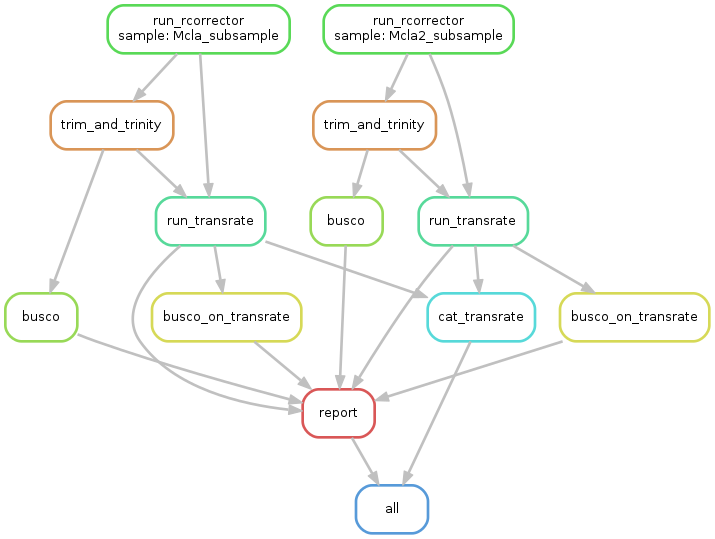 run_rcorrector
sample: Mcla_subsample
run_rcorrector
sample: Mcla2_subsample
trim_and_trinity
trim_and_trinity
run_transrate
busco
run_transrate
busco
busco_on_transrate
cat_transrate
busco_on_transrate
report
all